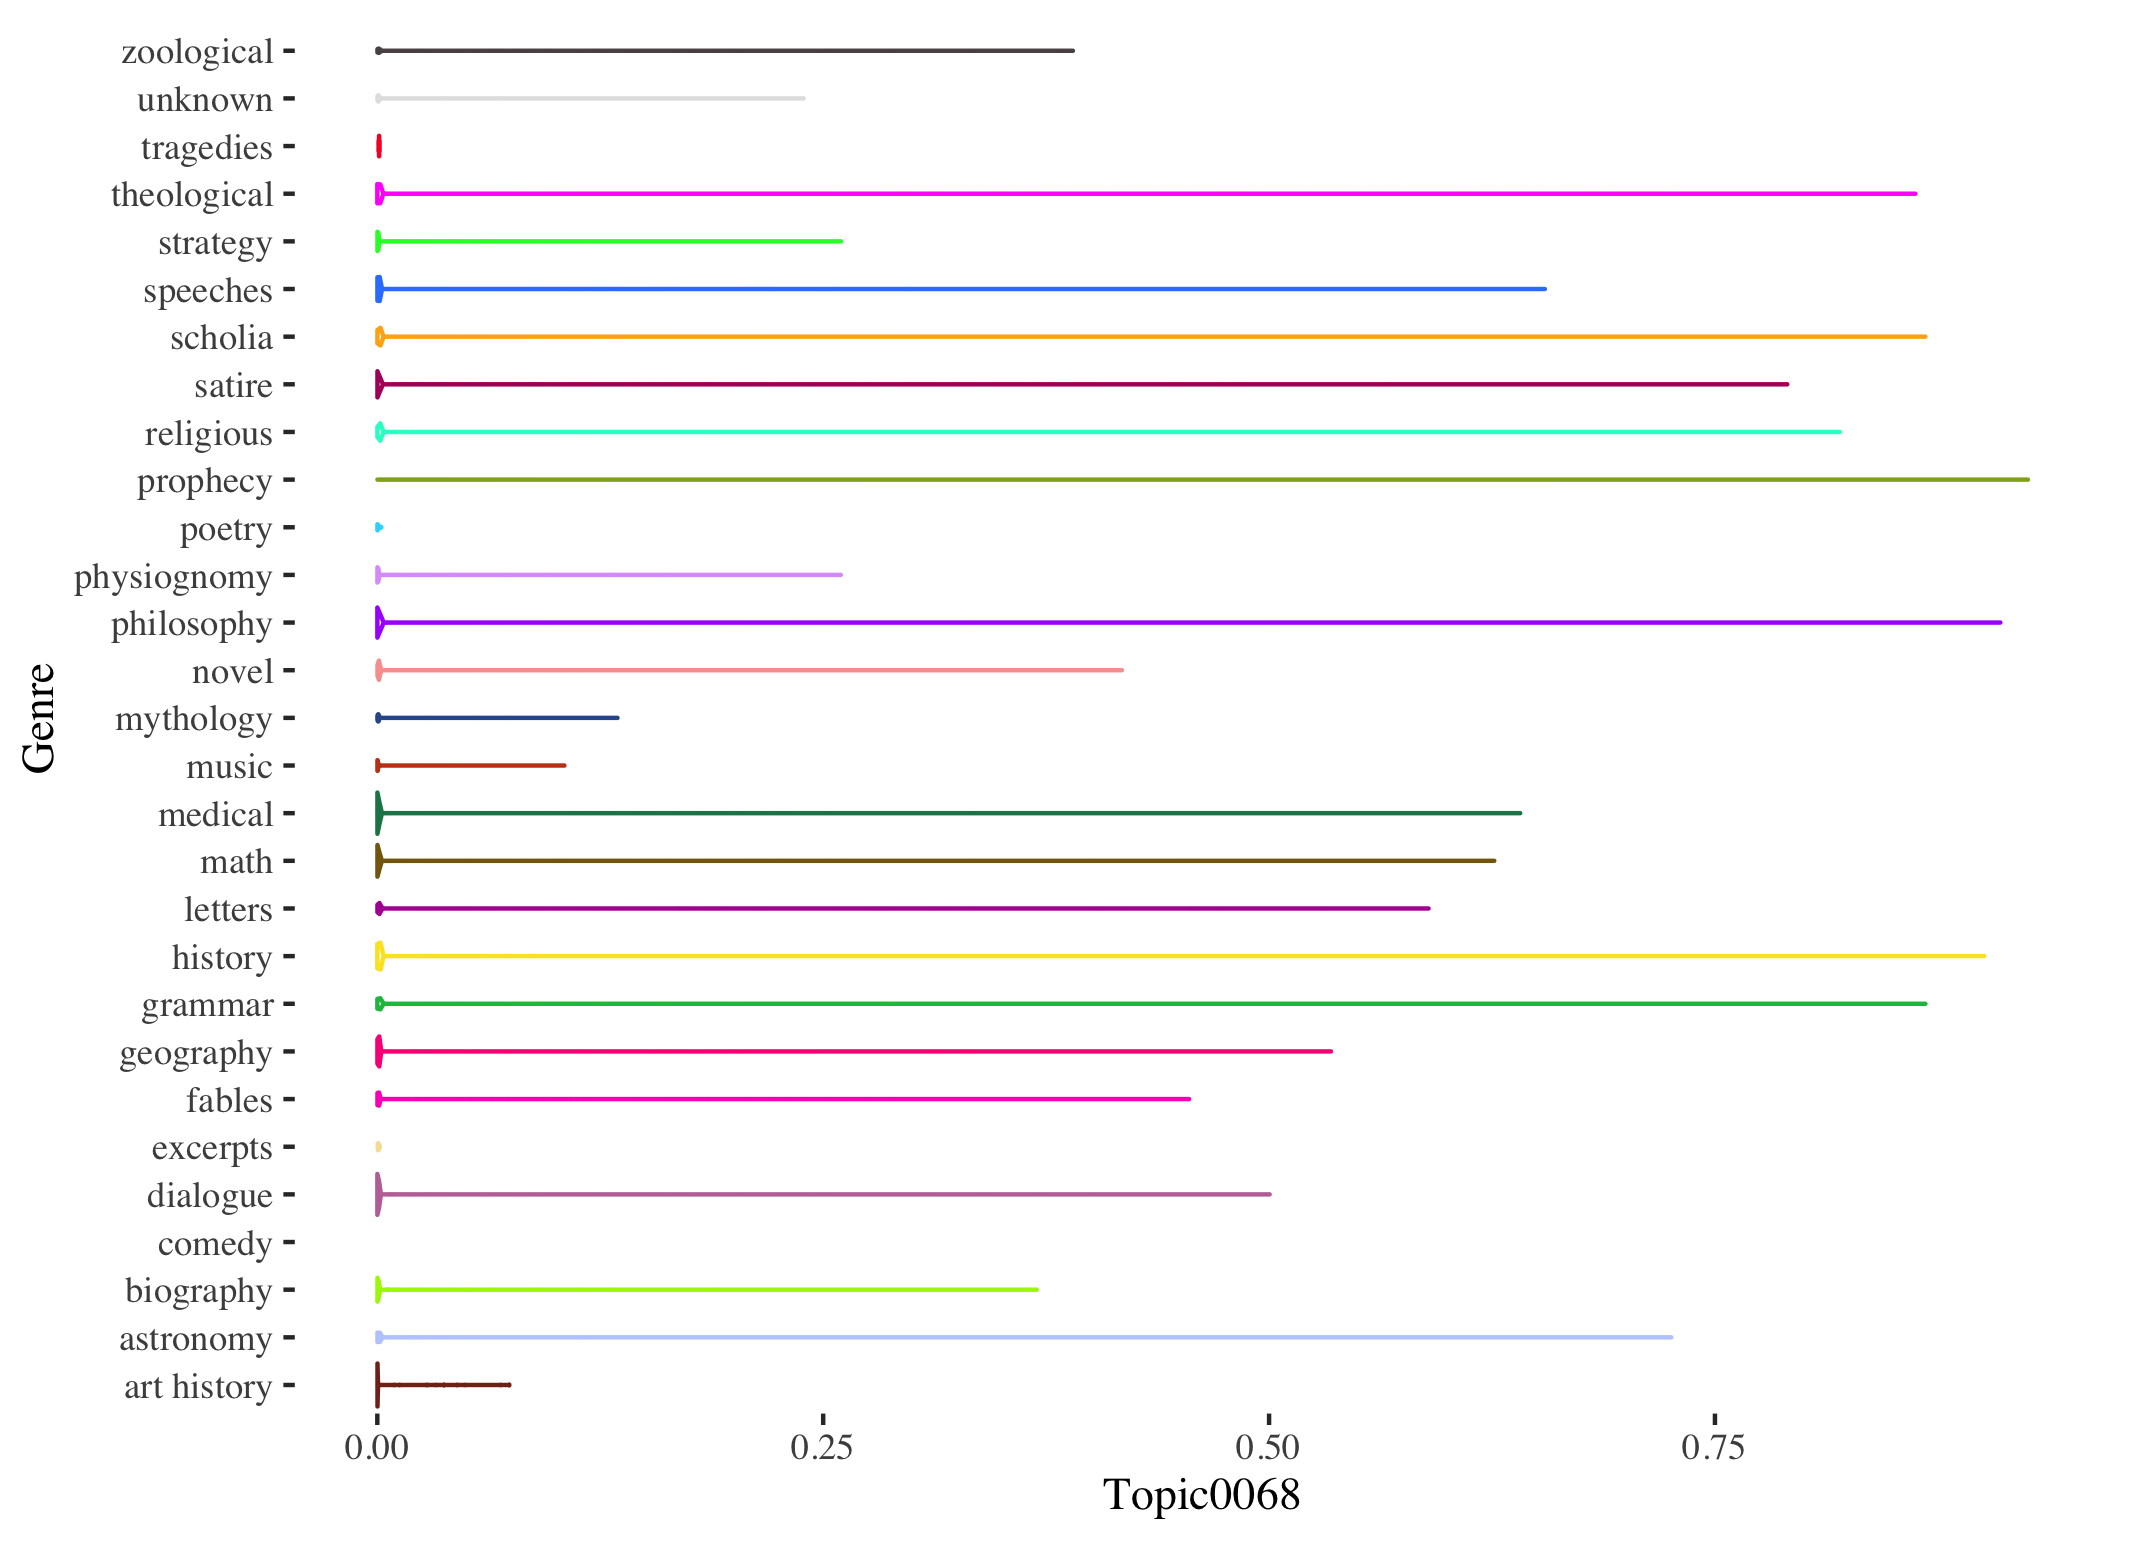 zoological
unknown
tragedies
theological
strategy
speeches
scholia
satire
religious
prophecy
poetry
physiognomy
philosophy
novel
mythology
music
medical
math
letters
history
grammar
geography
fables
excerpts
dialogue
comedy
biography
astronomy
art history
Genre
0.00 0.25 0.50 0.75
Topic0068